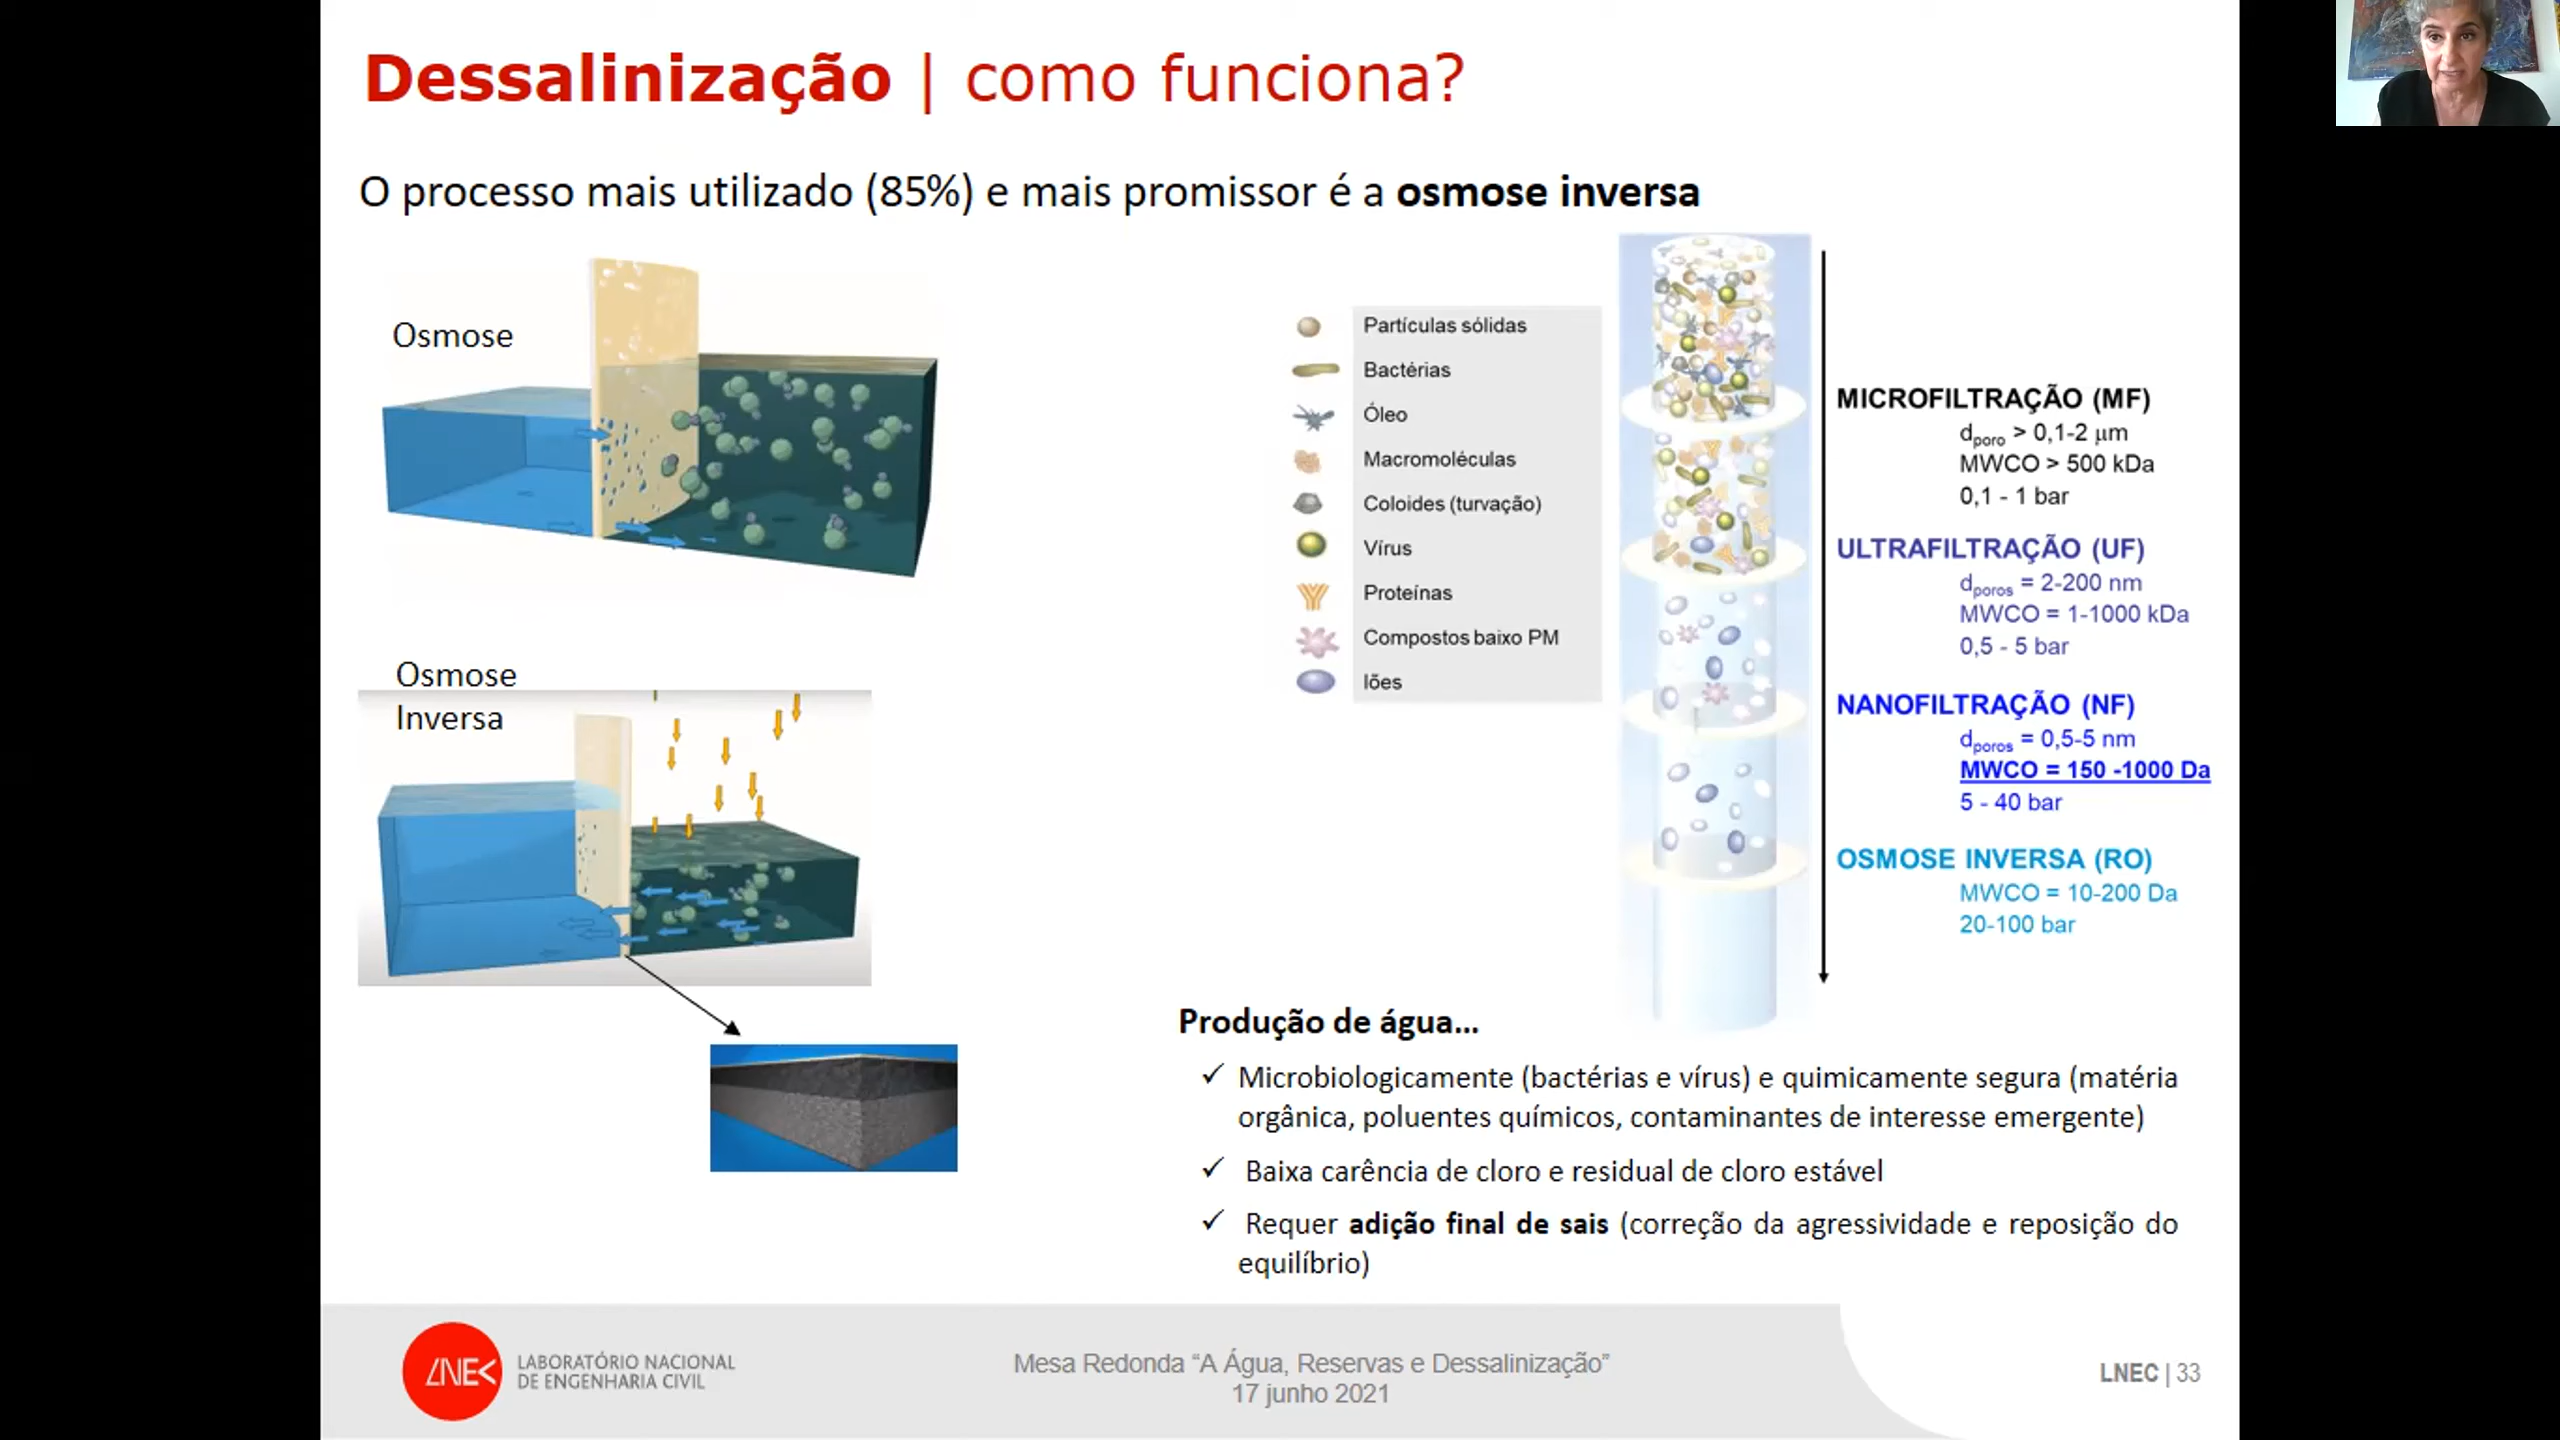 Dessalinização | como funciona?
O processo mais utilizado (85%) e mais promissor é a osmose inversa
Osmose
Osmose
Inversa
Partículas sólidas
Bactérias
Óleo
Macromoléculas
Coloides (turvação)
Vírus
Proteínas
Compostos baixo PM
Iões
MICROFILTRAÇÃO (MF)
dporo > 0,1-2 µm
MWCO > 500 kDa
0,1 - 1 bar
ULTRAFILTRAÇÃO (UF)
dporos = 2-200 nm
MWCO = 1-1000 kDa
0,5 - 5 bar
NANOFILTRAÇÃO (NF)
dporos = 0,5-5 nm
MWCO = 150 -1000 Da
5 - 40 bar
OSMOSE INVERSA (RO)
MWCO = 10-200 Da
20-100 bar
Produção de água...
✓ Microbiologicamente (bactérias e vírus) e quimicamente segura (matéria
orgânica, poluentes químicos, contaminantes de interesse emergente)
✓ Baixa carência de cloro e residual de cloro estável
✓ Requer adição final de sais (correção da agressividade e reposição do
equilíbrio)
LNEC
LABORATÓRIO NACIONAL
DE ENGENHARIA CIVIL
Mesa Redonda “A Água, Reservas e Dessalinização”
17 junho 2021
LNEC | 33